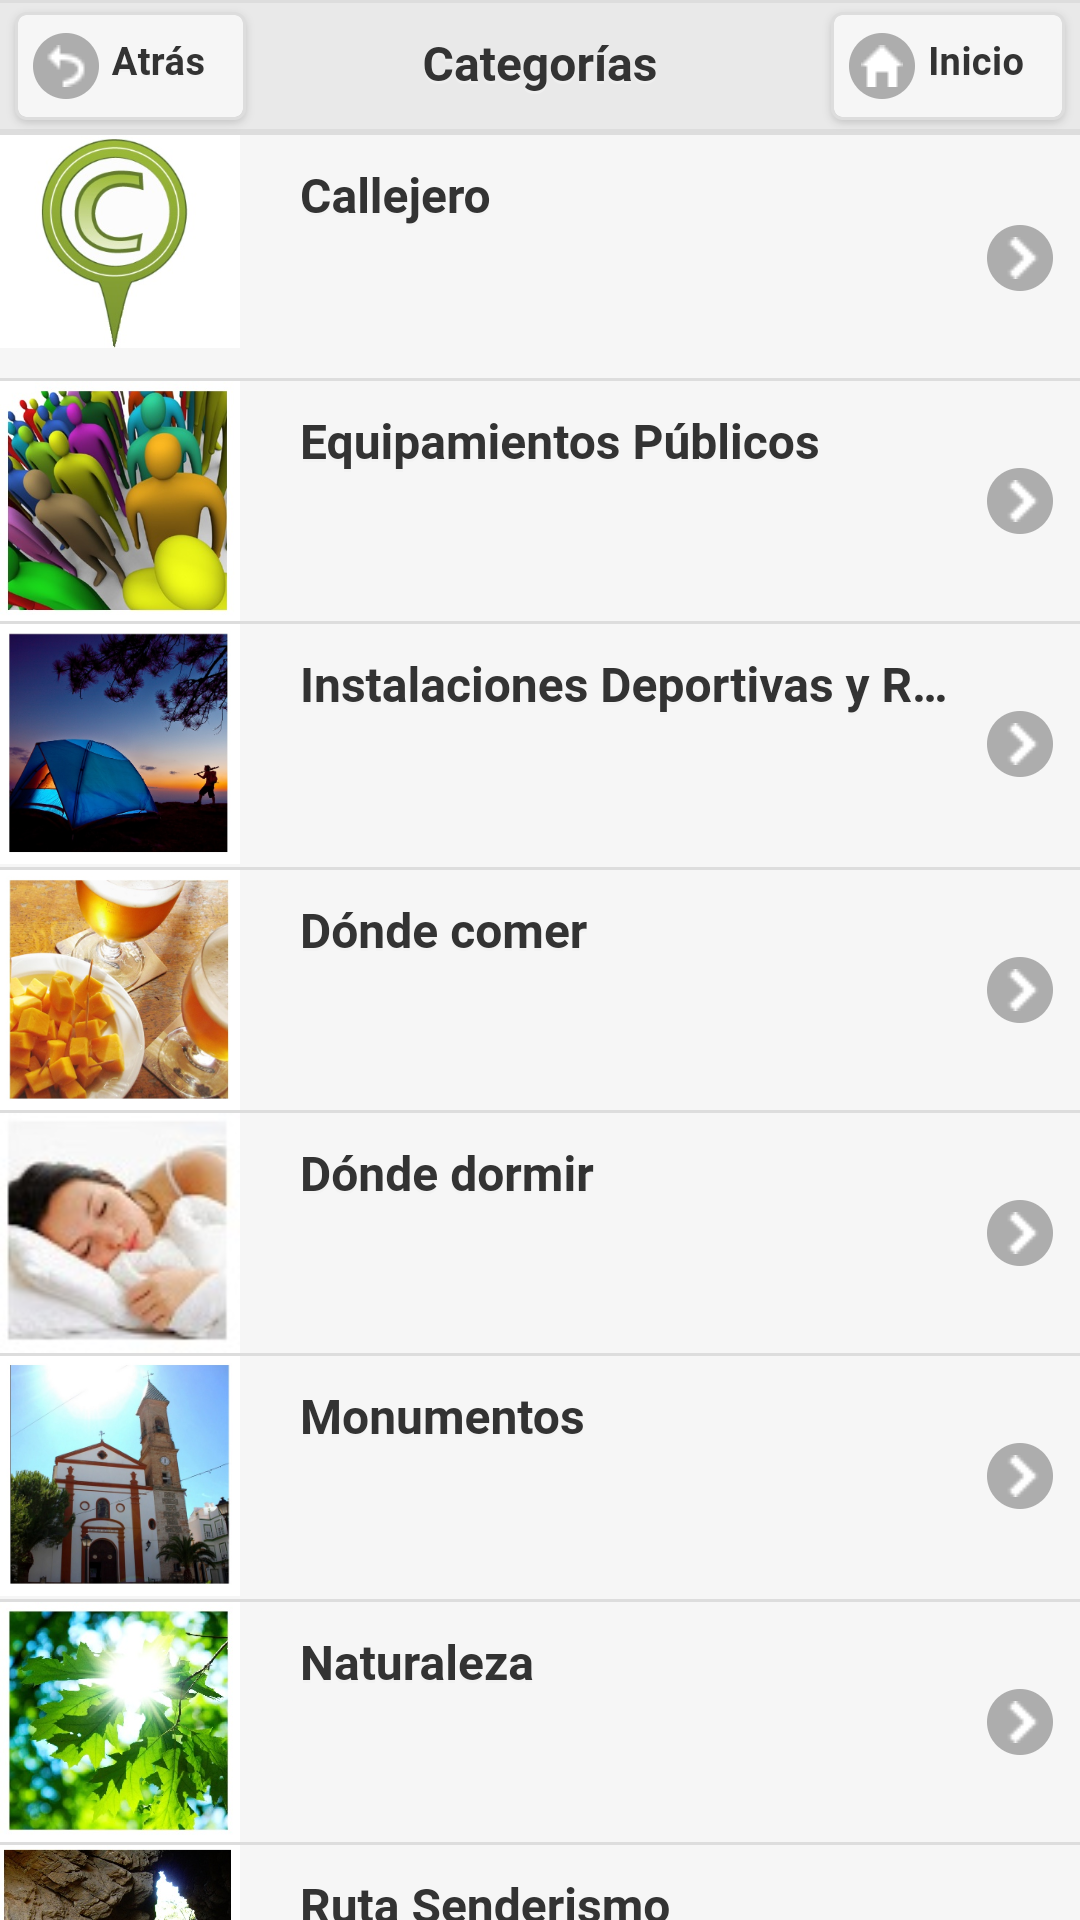 Atrás
Categorías
Inicio
C
Callejero
Equipamientos Públicos
Instalaciones Deportivas y R...
Dónde comer
Dónde dormir
Monumentos
Naturaleza
Ruta Senderismo